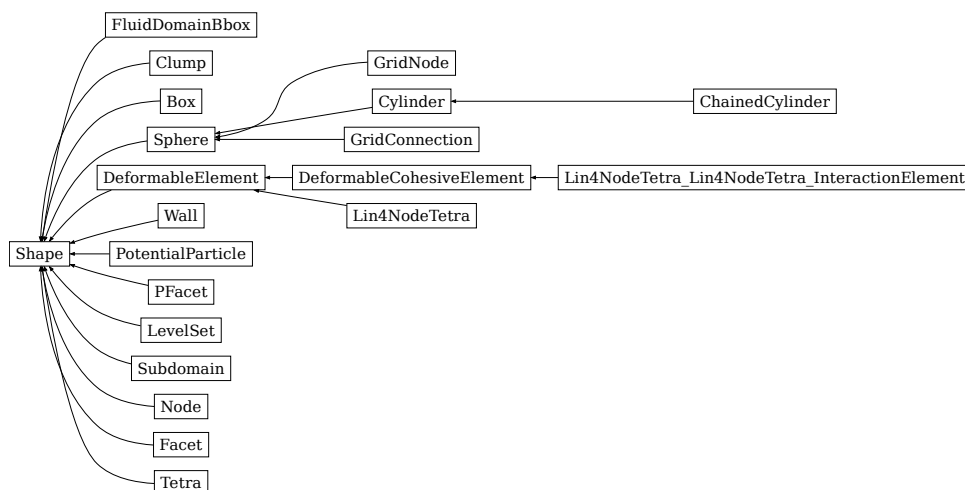 FluidDomainBbox
Clump
GridNode
Box
Cylinder
ChainedCylinder
Sphere
GridConnection
DeformableElement
DeformableCohesiveElement
Lin4NodeTetra_Lin4NodeTetra_InteractionElement
Wall
Lin4NodeTetra
Shape
PotentialParticle
PFacet
LevelSet
Subdomain
Node
Facet
Tetra